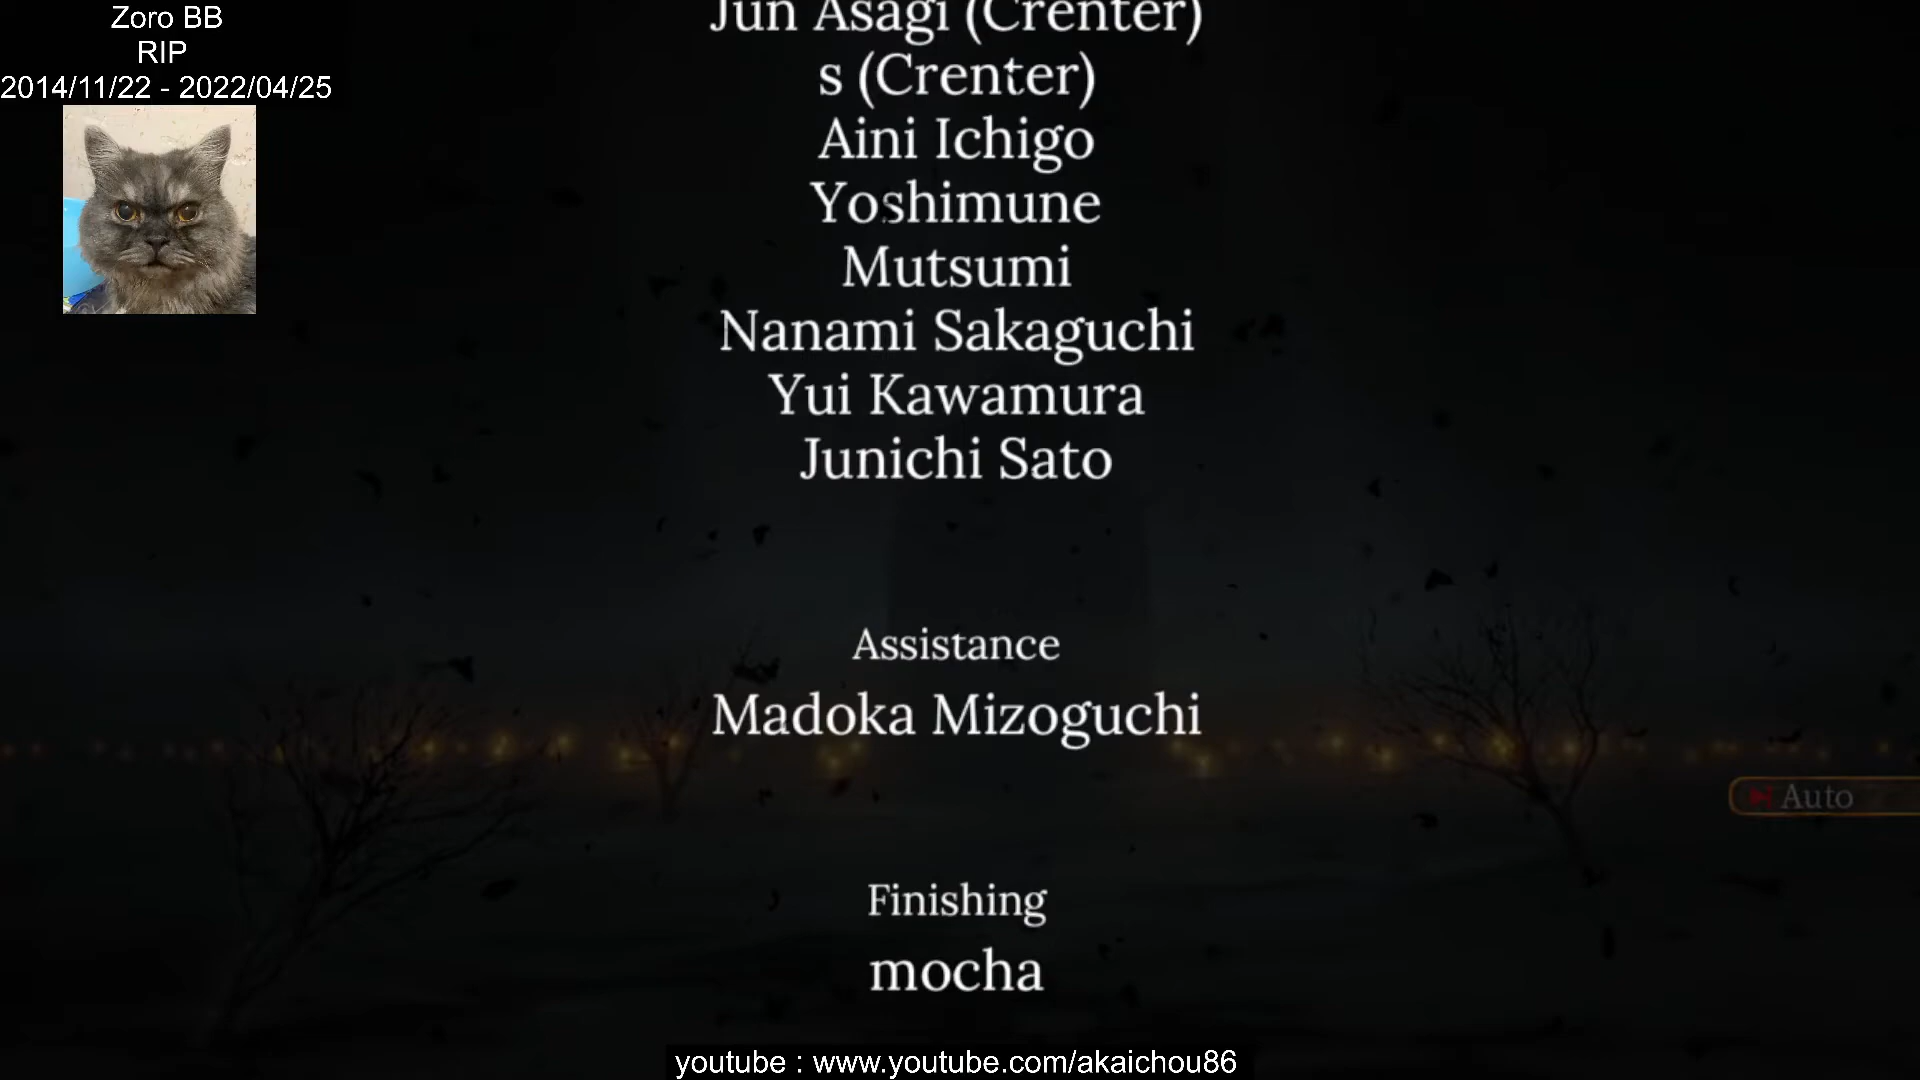 Zoro BB
RIP
2014/11/22 - 2022/04/25
Jun Asagi (Crenter)
s (Crenter)
Aini Ichigo
Yoshimune
Mutsumi
Nanami Sakaguchi
Yui Kawamura
Junichi Sato
Assistance
Madoka Mizoguchi
Auto
Finishing
mocha
youtube : www.youtube.com/akaichou86